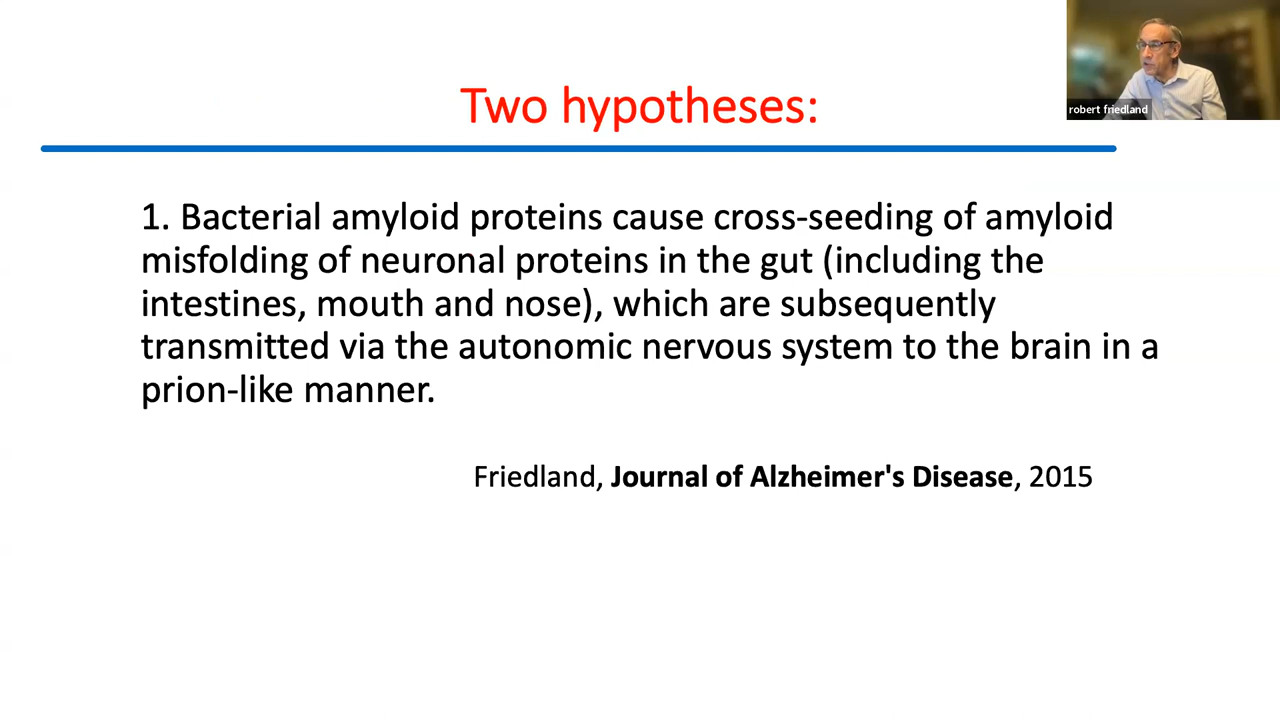 robert friedland
Two hypotheses:
1. Bacterial amyloid proteins cause cross-seeding of amyloid
misfolding of neuronal proteins in the gut (including the
intestines, mouth and nose), which are subsequently
transmitted via the autonomic nervous system to the brain in a
prion-like manner.
Friedland, Journal of Alzheimer's Disease, 2015